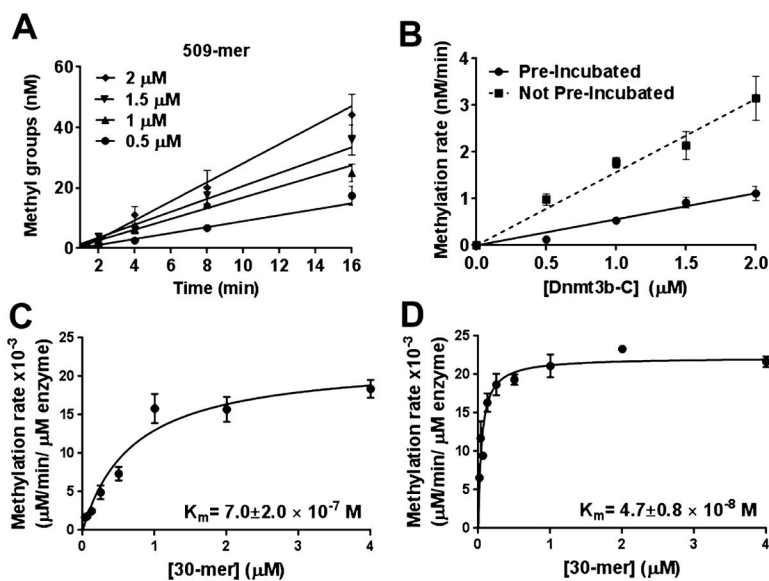 A
509-mer
Methyl groups (nM)
60
40
20
0
2 μM
1.5 μM
1 μM
0.5 μM
2 4 6 8 10 12 14 16
Time (min)
B
Methylation rate (nM/min)
4
3
2
1
0
Pre-Incubated
Not Pre-Incubated
0.0 0.5 1.0 1.5 2.0
[Dnmt3b-C] (μM)
C
Methylation rate x10⁻³
(μM/min/ μM enzyme)
25
20
15
10
5
0
Kₘ= 7.0±2.0 × 10⁻⁷ M
0 1 2 4
[30-mer] (μM)
D
Methylation rate x10⁻³
(μM/min/ μM enzyme)
25
20
15
10
5
0
Kₘ= 4.7±0.8 × 10⁻⁸ M
0 1 2 4
[30-mer] (μM)